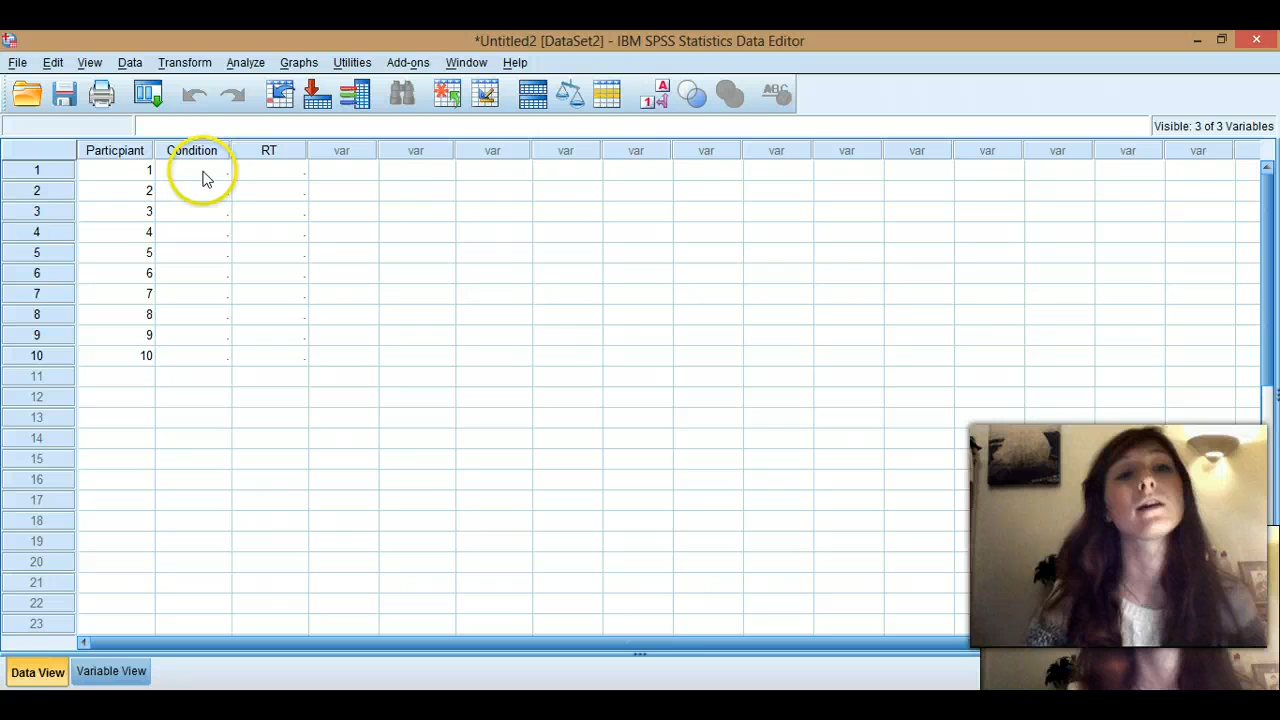 *Untitled2 [DataSet2] - IBM SPSS Statistics Data Editor
File Edit View Data Transform Analyze Graphs Utilities Add-ons Window Help
Visible: 3 of 3 Variables
Particpiant Condition RT var var var var var var var var var var var var var
1 1 . .
2 2 . .
3 3 . .
4 4 . .
5 5 . .
6 6 . .
7 7 . .
8 8 . .
9 9 . .
10 10 . .
11
12
13
14
15
16
17
18
19
20
21
22
23
Data View Variable View